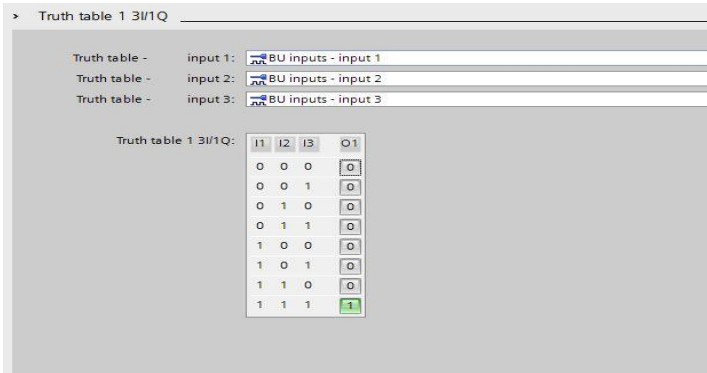 > Truth table 1 3I/1Q
Truth table - input 1: BU inputs - input 1
Truth table - input 2: BU inputs - input 2
Truth table - input 3: BU inputs - input 3
Truth table 1 3I/1Q: I1 I2 I3 O1
0 0 0 0
0 0 1 0
0 1 0 0
0 1 1 0
1 0 0 0
1 0 1 0
1 1 0 0
1 1 1 1